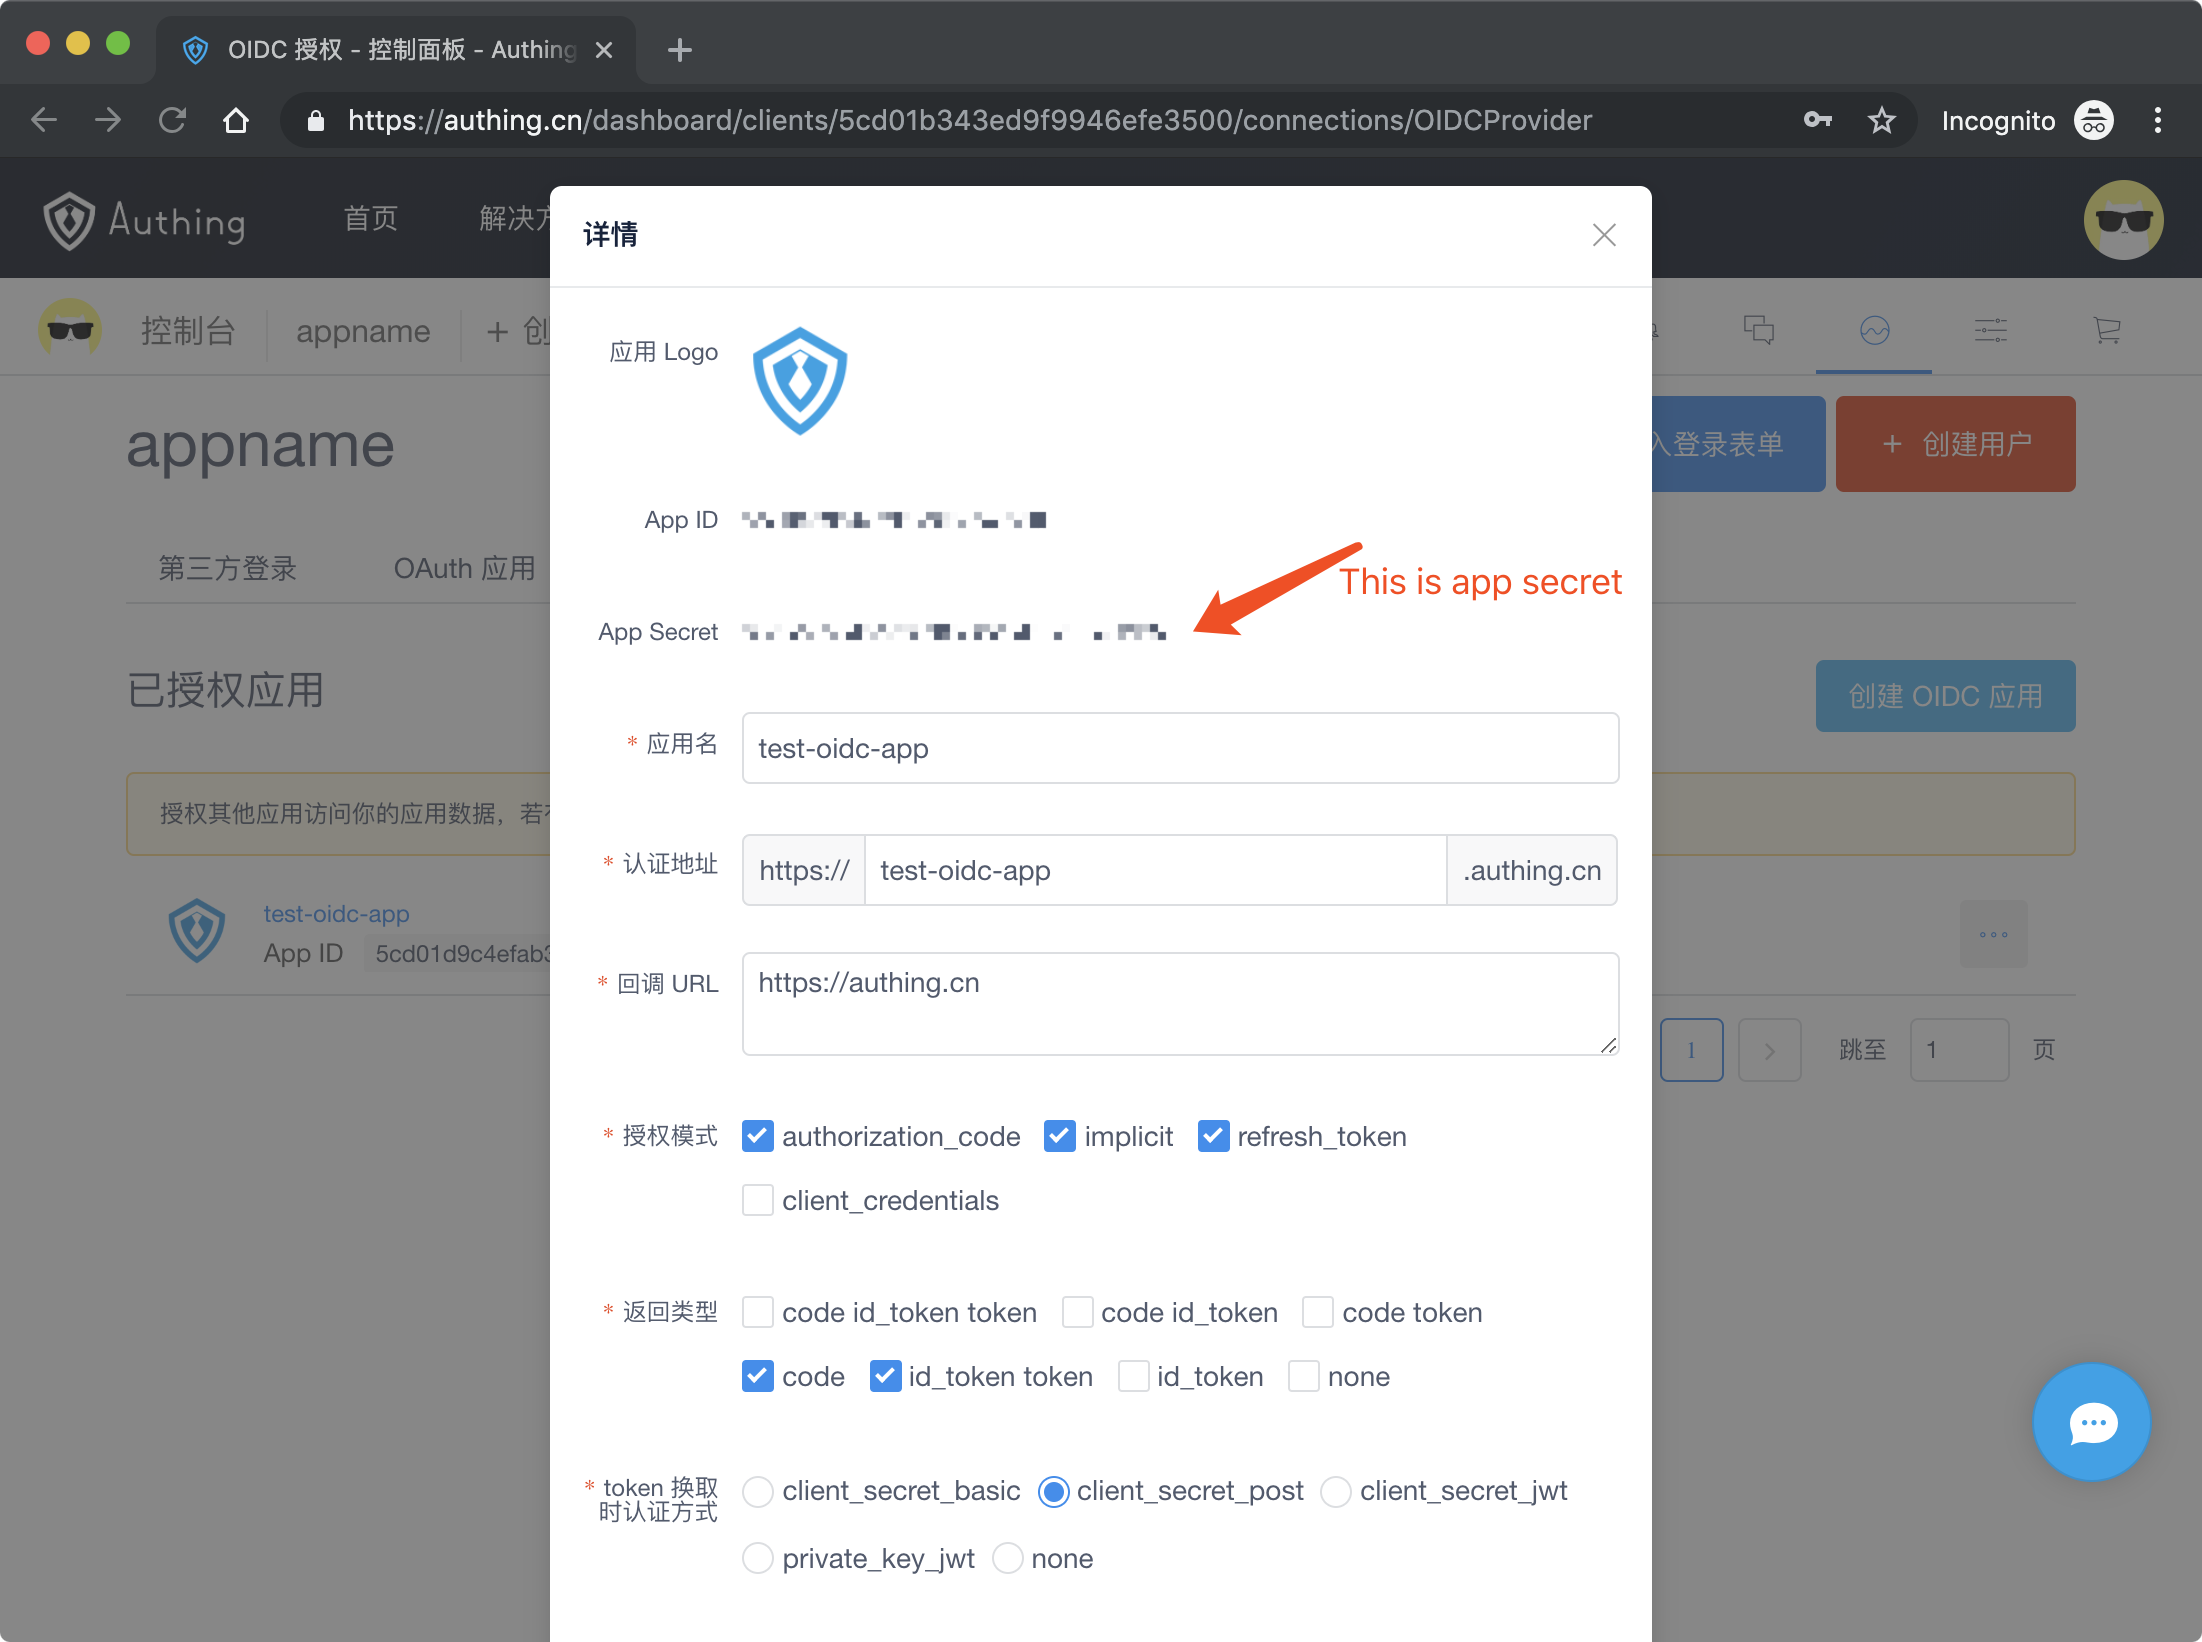 OIDC 授权 - 控制面板 - Authing
https://authing.cn/dashboard/clients/5cd01b343ed9f9946efe3500/connections/OIDCProvider
Incognito
Authing
首页
解决方
详情
控制台
appname
+ 创
appname
入登录表单
+ 创建用户
第三方登录
OAuth 应用
已授权应用
创建 OIDC 应用
授权其他应用访问你的应用数据，若
test-oidc-app
App ID
5cd01d9c4efab3
1
跳至
1
页
应用 Logo
App ID
This is app secret
App Secret
* 应用名
test-oidc-app
* 认证地址
https://
test-oidc-app
.authing.cn
* 回调 URL
https://authing.cn
* 授权模式
authorization_code
implicit
refresh_token
client_credentials
* 返回类型
code id_token token
code id_token
code token
code
id_token token
id_token
none
* token 换取
时认证方式
client_secret_basic
client_secret_post
client_secret_jwt
private_key_jwt
none